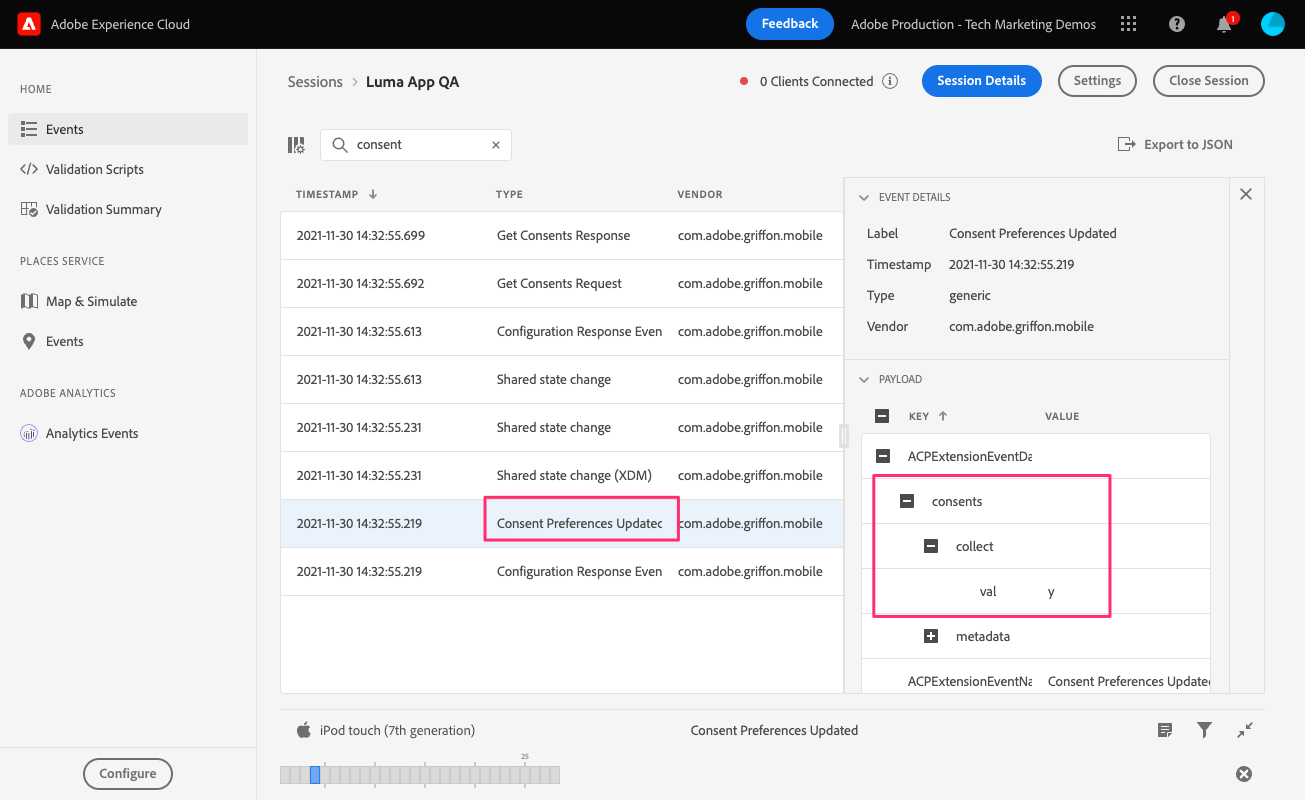 Adobe Experience Cloud
Feedback
Adobe Production - Tech Marketing Demos
1
HOME
Events
Validation Scripts
Validation Summary
PLACES SERVICE
Map & Simulate
Events
ADOBE ANALYTICS
Analytics Events
Configure
Sessions > Luma App QA
0 Clients Connected
Session Details
Settings
Close Session
consent
Export to JSON
TIMESTAMP TYPE VENDOR
2021-11-30 14:32:55.699 Get Consents Response com.adobe.griffon.mobile
2021-11-30 14:32:55.692 Get Consents Request com.adobe.griffon.mobile
2021-11-30 14:32:55.613 Configuration Response Even com.adobe.griffon.mobile
2021-11-30 14:32:55.613 Shared state change com.adobe.griffon.mobile
2021-11-30 14:32:55.231 Shared state change com.adobe.griffon.mobile
2021-11-30 14:32:55.231 Shared state change (XDM) com.adobe.griffon.mobile
2021-11-30 14:32:55.219 Consent Preferences Updated com.adobe.griffon.mobile
2021-11-30 14:32:55.219 Configuration Response Even com.adobe.griffon.mobile
EVENT DETAILS
Label Consent Preferences Updated
Timestamp 2021-11-30 14:32:55.219
Type generic
Vendor com.adobe.griffon.mobile
PAYLOAD
KEY VALUE
ACPExtensionEventDa
consents
collect
val y
metadata
ACPExtensionEventNa Consent Preferences Updated
iPod touch (7th generation)
Consent Preferences Updated
25